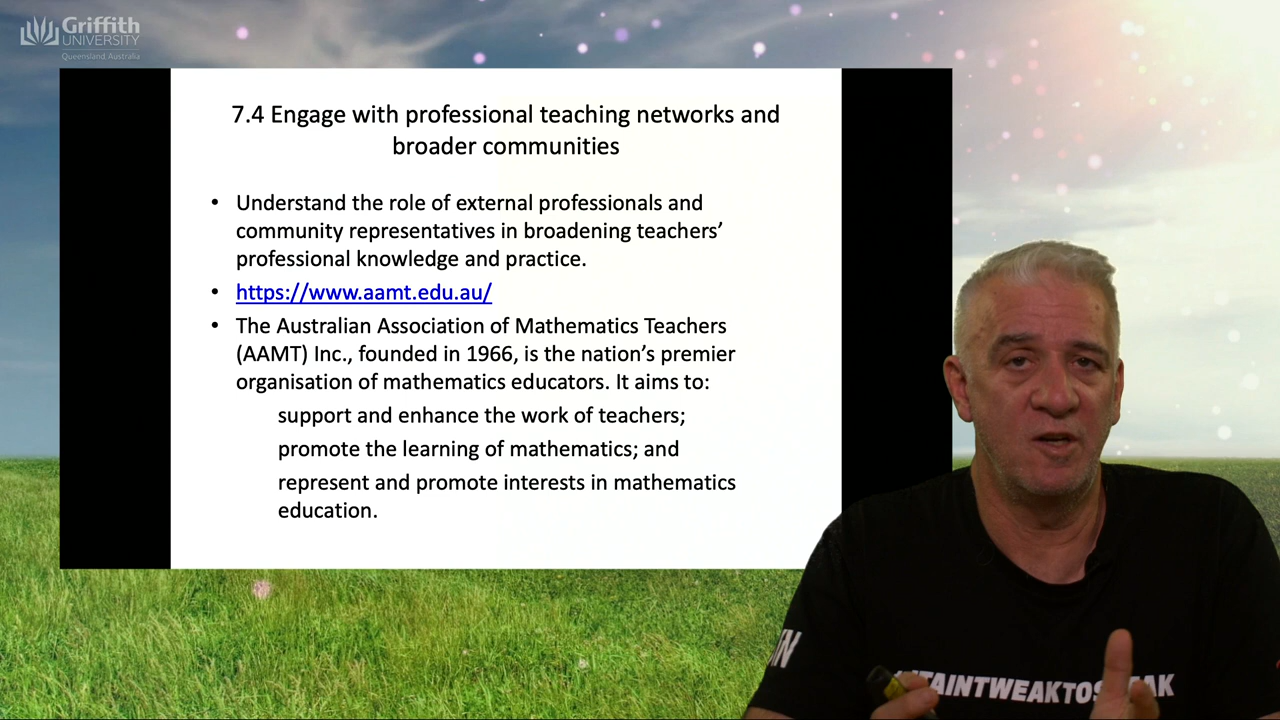 Griffith
UNIVERSITY
Queensland, Australia
7.4 Engage with professional teaching networks and
broader communities
• Understand the role of external professionals and
community representatives in broadening teachers’
professional knowledge and practice.
• https://www.aamt.edu.au/
• The Australian Association of Mathematics Teachers
(AAMT) Inc., founded in 1966, is the nation’s premier
organisation of mathematics educators. It aims to:
support and enhance the work of teachers;
promote the learning of mathematics; and
represent and promote interests in mathematics
education.